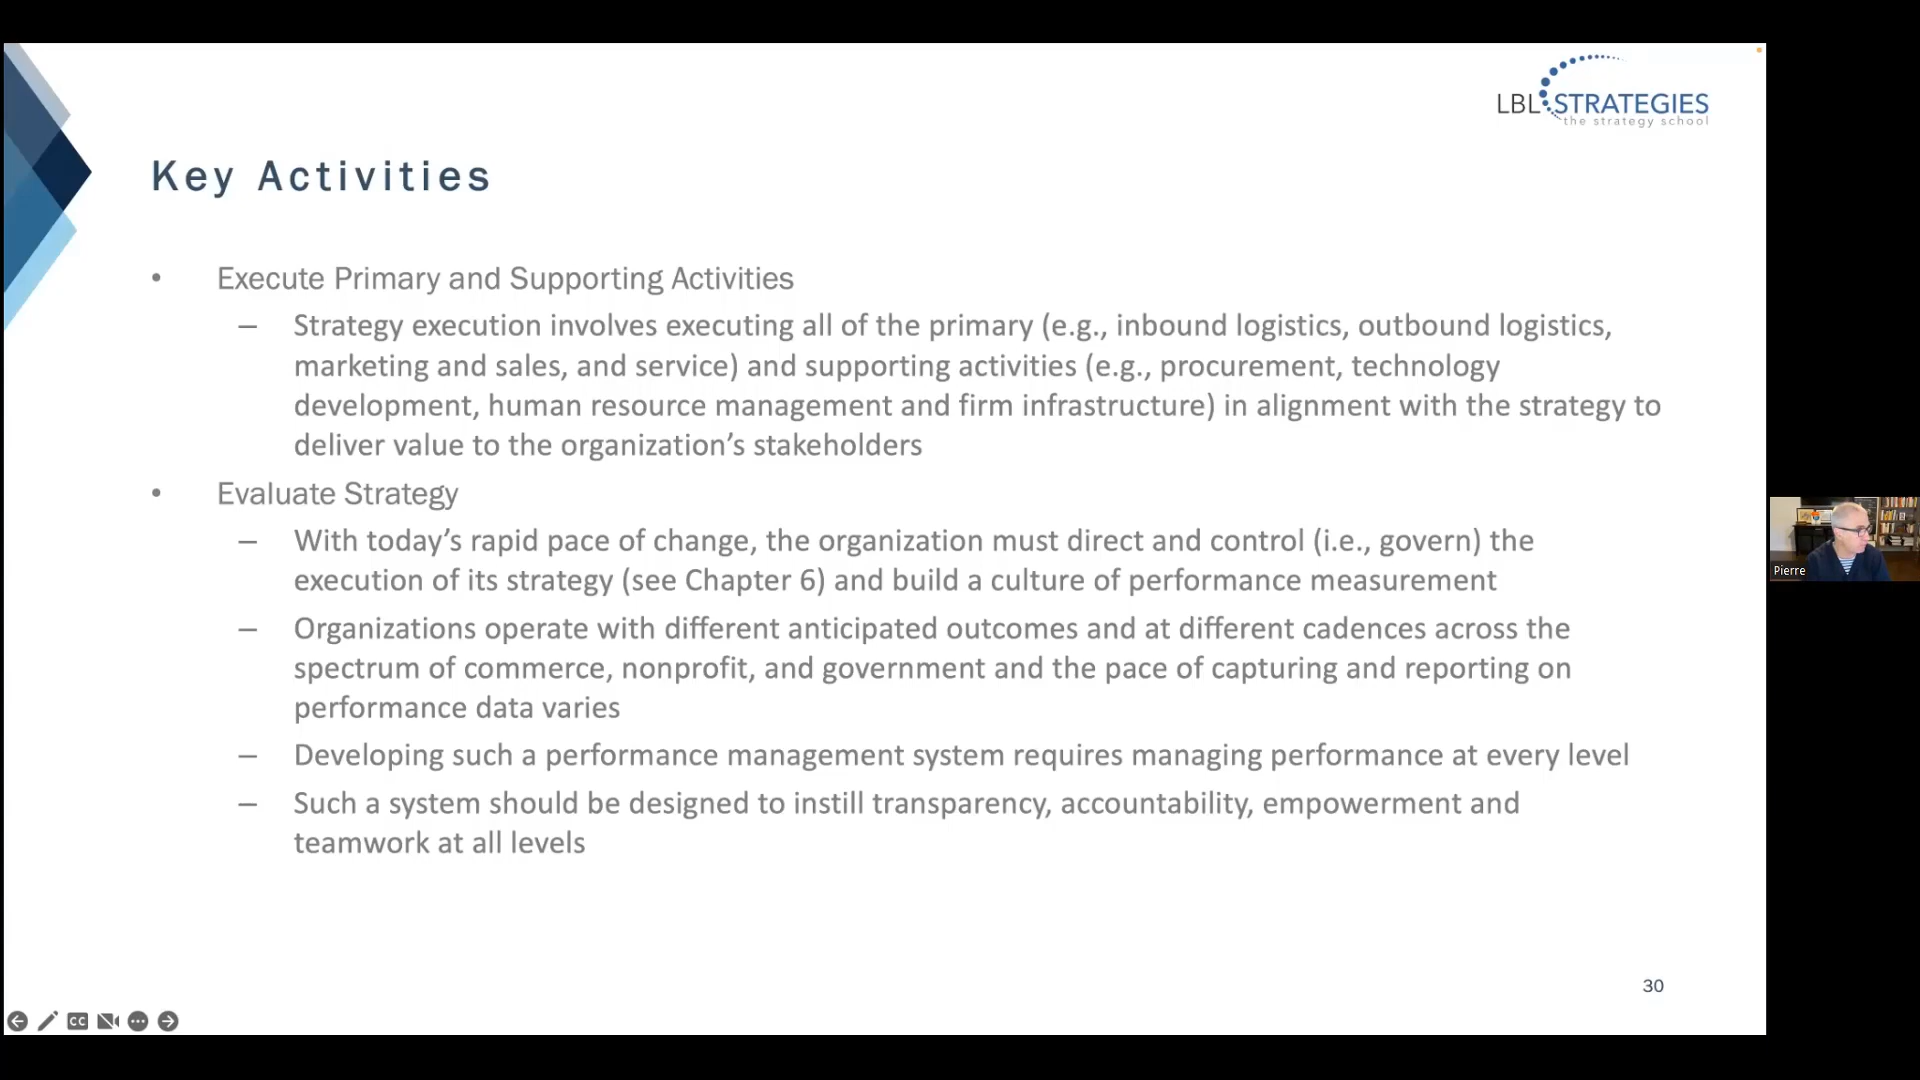 LBL STRATEGIES
the strategy school
Key Activities
• Execute Primary and Supporting Activities
– Strategy execution involves executing all of the primary (e.g., inbound logistics, outbound logistics,
marketing and sales, and service) and supporting activities (e.g., procurement, technology
development, human resource management and firm infrastructure) in alignment with the strategy to
deliver value to the organization’s stakeholders
• Evaluate Strategy
– With today’s rapid pace of change, the organization must direct and control (i.e., govern) the
execution of its strategy (see Chapter 6) and build a culture of performance measurement
– Organizations operate with different anticipated outcomes and at different cadences across the
spectrum of commerce, nonprofit, and government and the pace of capturing and reporting on
performance data varies
– Developing such a performance management system requires managing performance at every level
– Such a system should be designed to instill transparency, accountability, empowerment and
teamwork at all levels
Pierre
30
CC